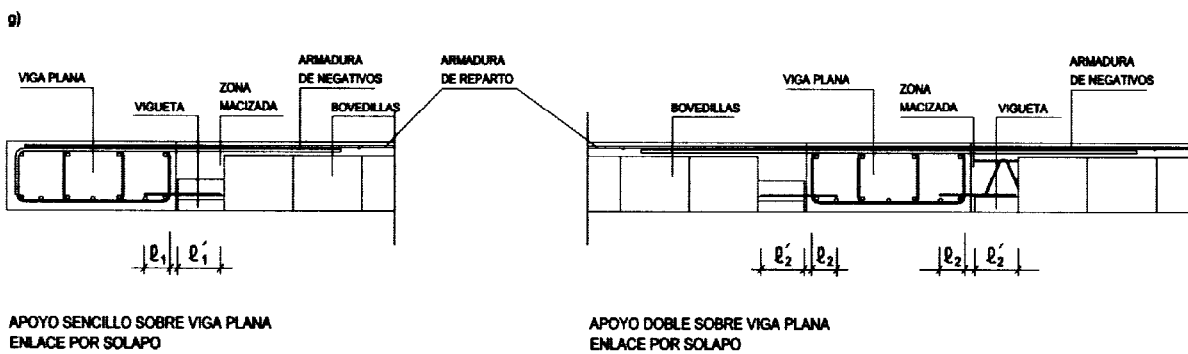 g)
VIGA PLANA
VIGUETA
ZONA
MACIZADA
ARMADURA
DE NEGATIVOS
BOVEDILLAS
ARMADURA
DE REPARTO
BOVEDILLAS
VIGA PLANA
ZONA
MACIZADA
VIGUETA
ARMADURA
DE NEGATIVOS
ℓ₁ ℓ₁´
ℓ₂´ ℓ₂ ℓ₂ ℓ₂´
APOYO SENCILLO SOBRE VIGA PLANA
ENLACE POR SOLAPO
APOYO DOBLE SOBRE VIGA PLANA
ENLACE POR SOLAPO